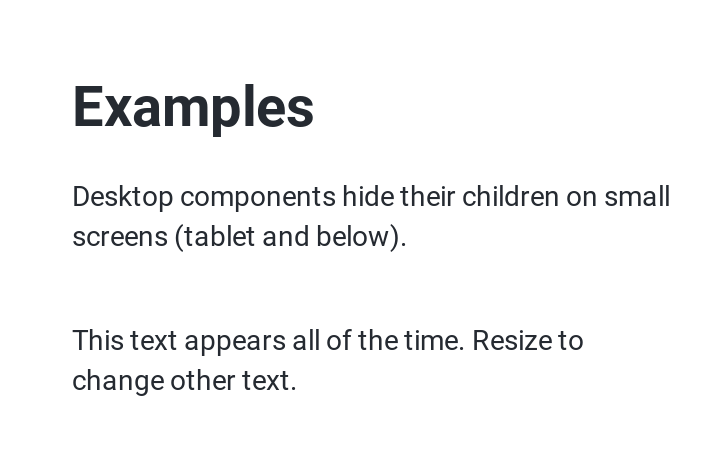 Examples
Desktop components hide their children on small
screens (tablet and below).
This text appears all of the time. Resize to
change other text.